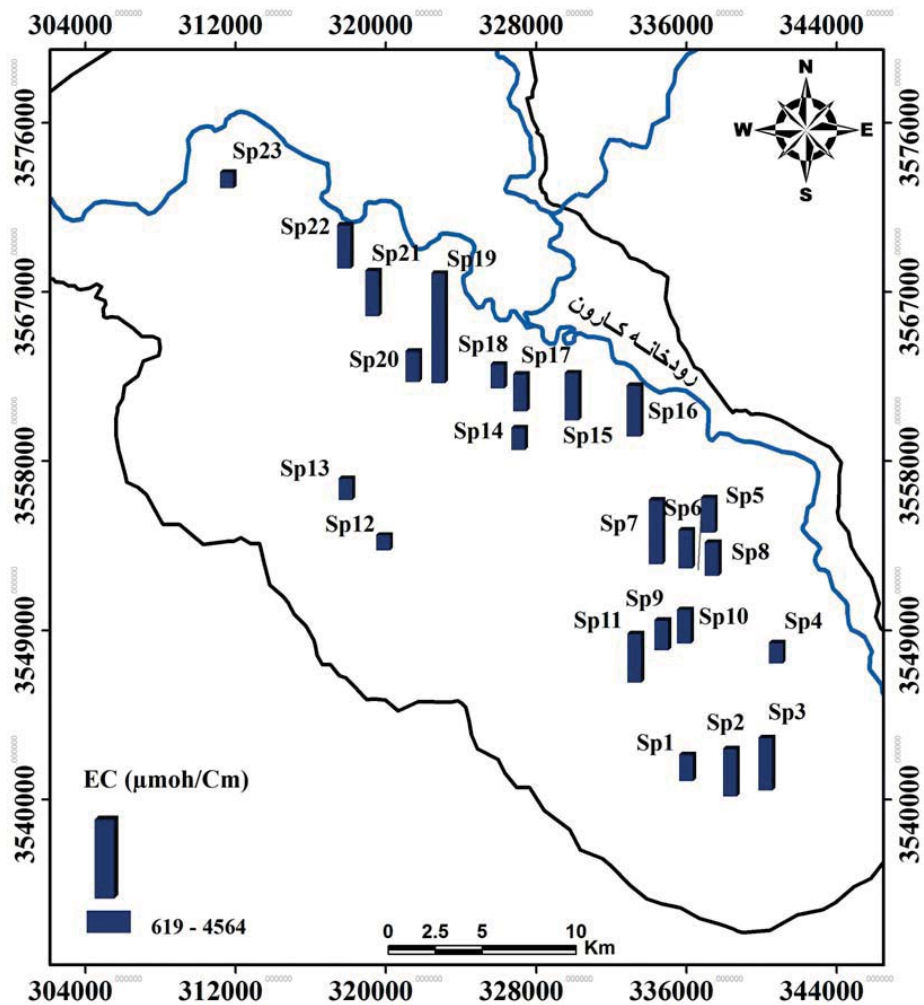 304000 312000 320000 328000 336000 344000
3576000 3576000
N
W E
S
Sp23
Sp22
Sp21 Sp19
3567000 3567000
رودخانه کارون
Sp20 Sp18 Sp17
Sp16
Sp14 Sp15
3558000 3558000
Sp13
Sp12
Sp7 Sp6 Sp5
Sp8
Sp11 Sp9 Sp10 Sp4
3549000 3549000
Sp1 Sp2 Sp3
EC (µmoh/Cm)
3540000 3540000
619 - 4564
0 2.5 5 10
Km
304000 312000 320000 328000 336000 344000